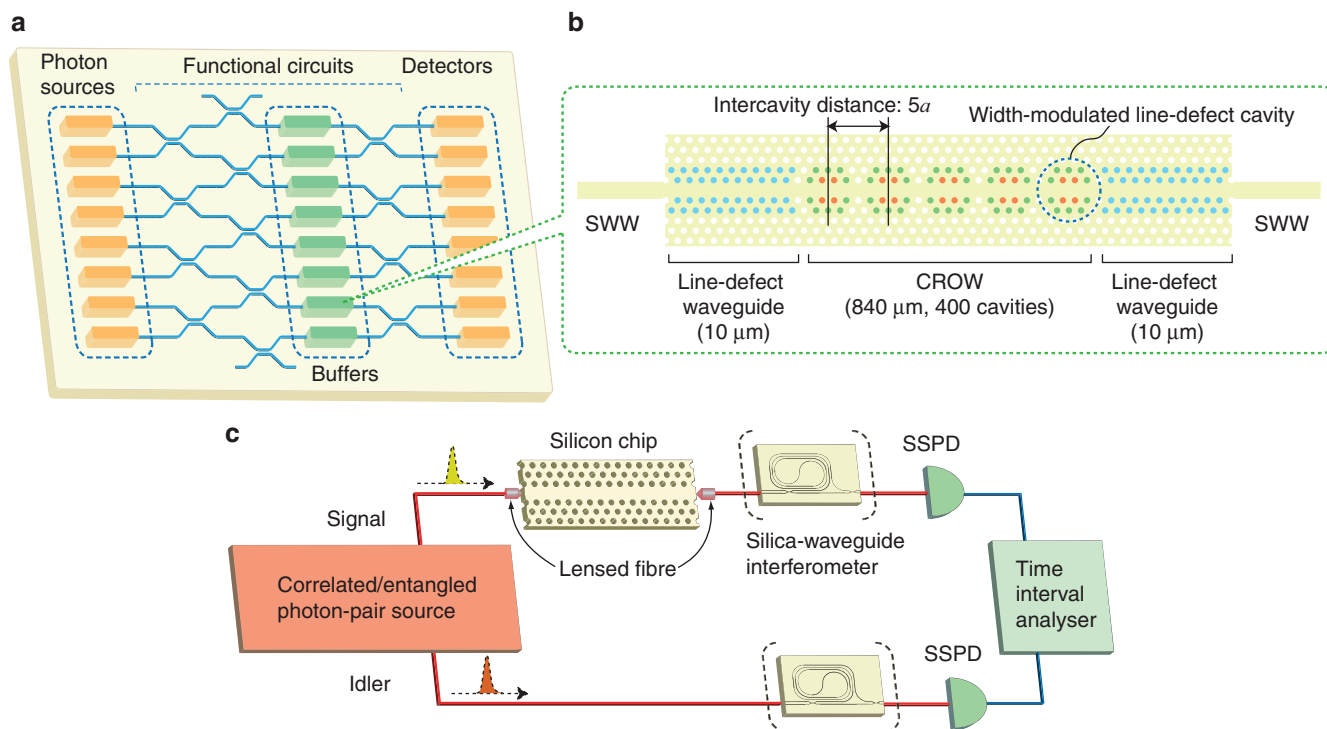 a
Photon
sources
Functional circuits
Detectors
Buffers
b
Intercavity distance: 5a
Width-modulated line-defect cavity
SWW
SWW
Line-defect
waveguide
(10 μm)
CROW
(840 μm, 400 cavities)
Line-defect
waveguide
(10 μm)
c
Silicon chip
SSPD
Signal
Lensed fibre
Silica-waveguide
interferometer
Correlated/entangled
photon-pair source
Time
interval
analyser
Idler
SSPD